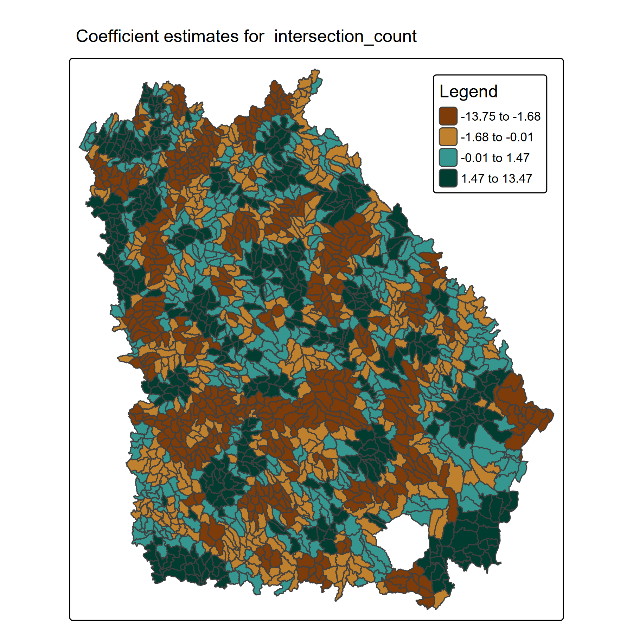 Coefficient estimates for  intersection_count
Legend
-13.75 to -1.68
-1.68 to -0.01
-0.01 to 1.47
1.47 to 13.47